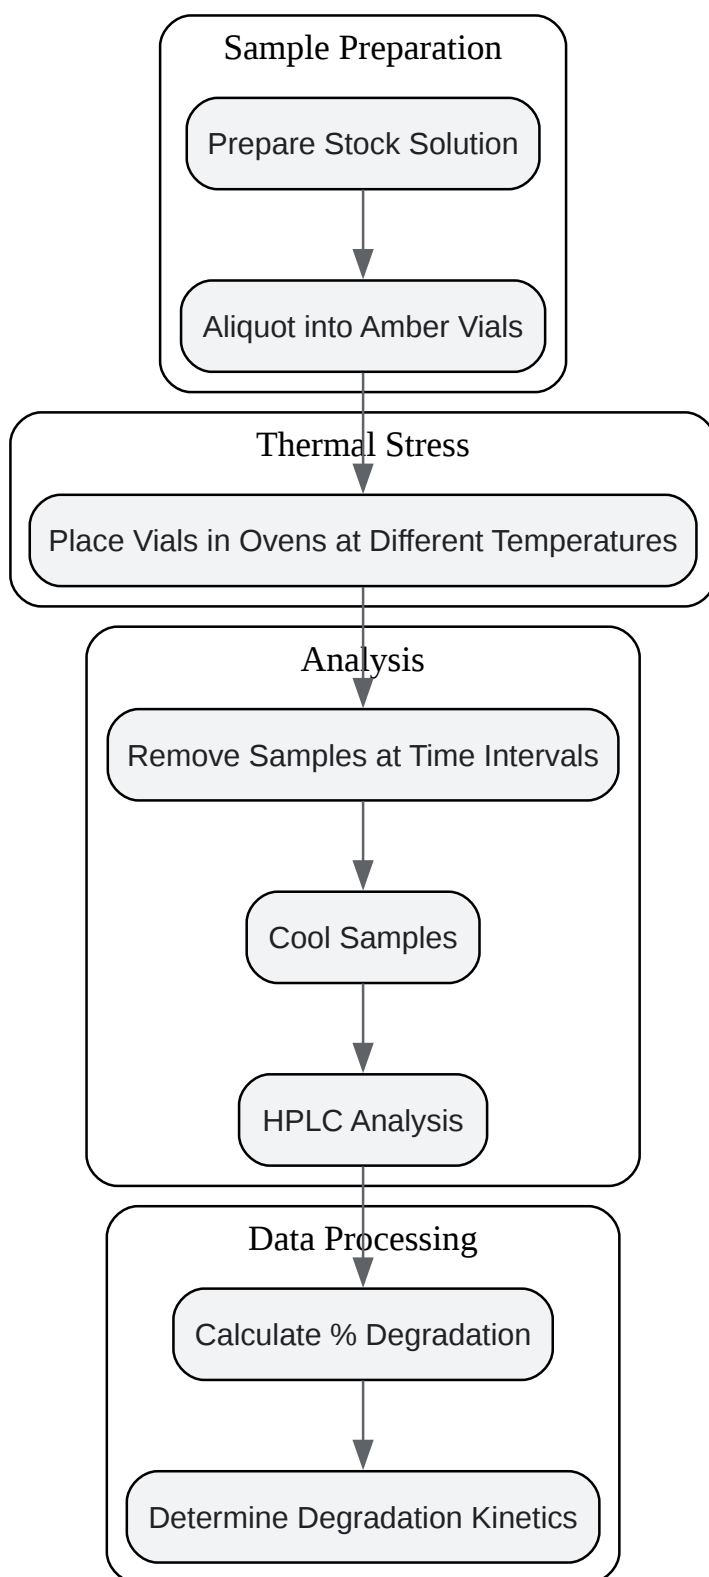 Sample Preparation
Prepare Stock Solution
Aliquot into Amber Vials
Thermal Stress
Place Vials in Ovens at Different Temperatures
Analysis
Remove Samples at Time Intervals
Cool Samples
HPLC Analysis
Data Processing
Calculate % Degradation
Determine Degradation Kinetics